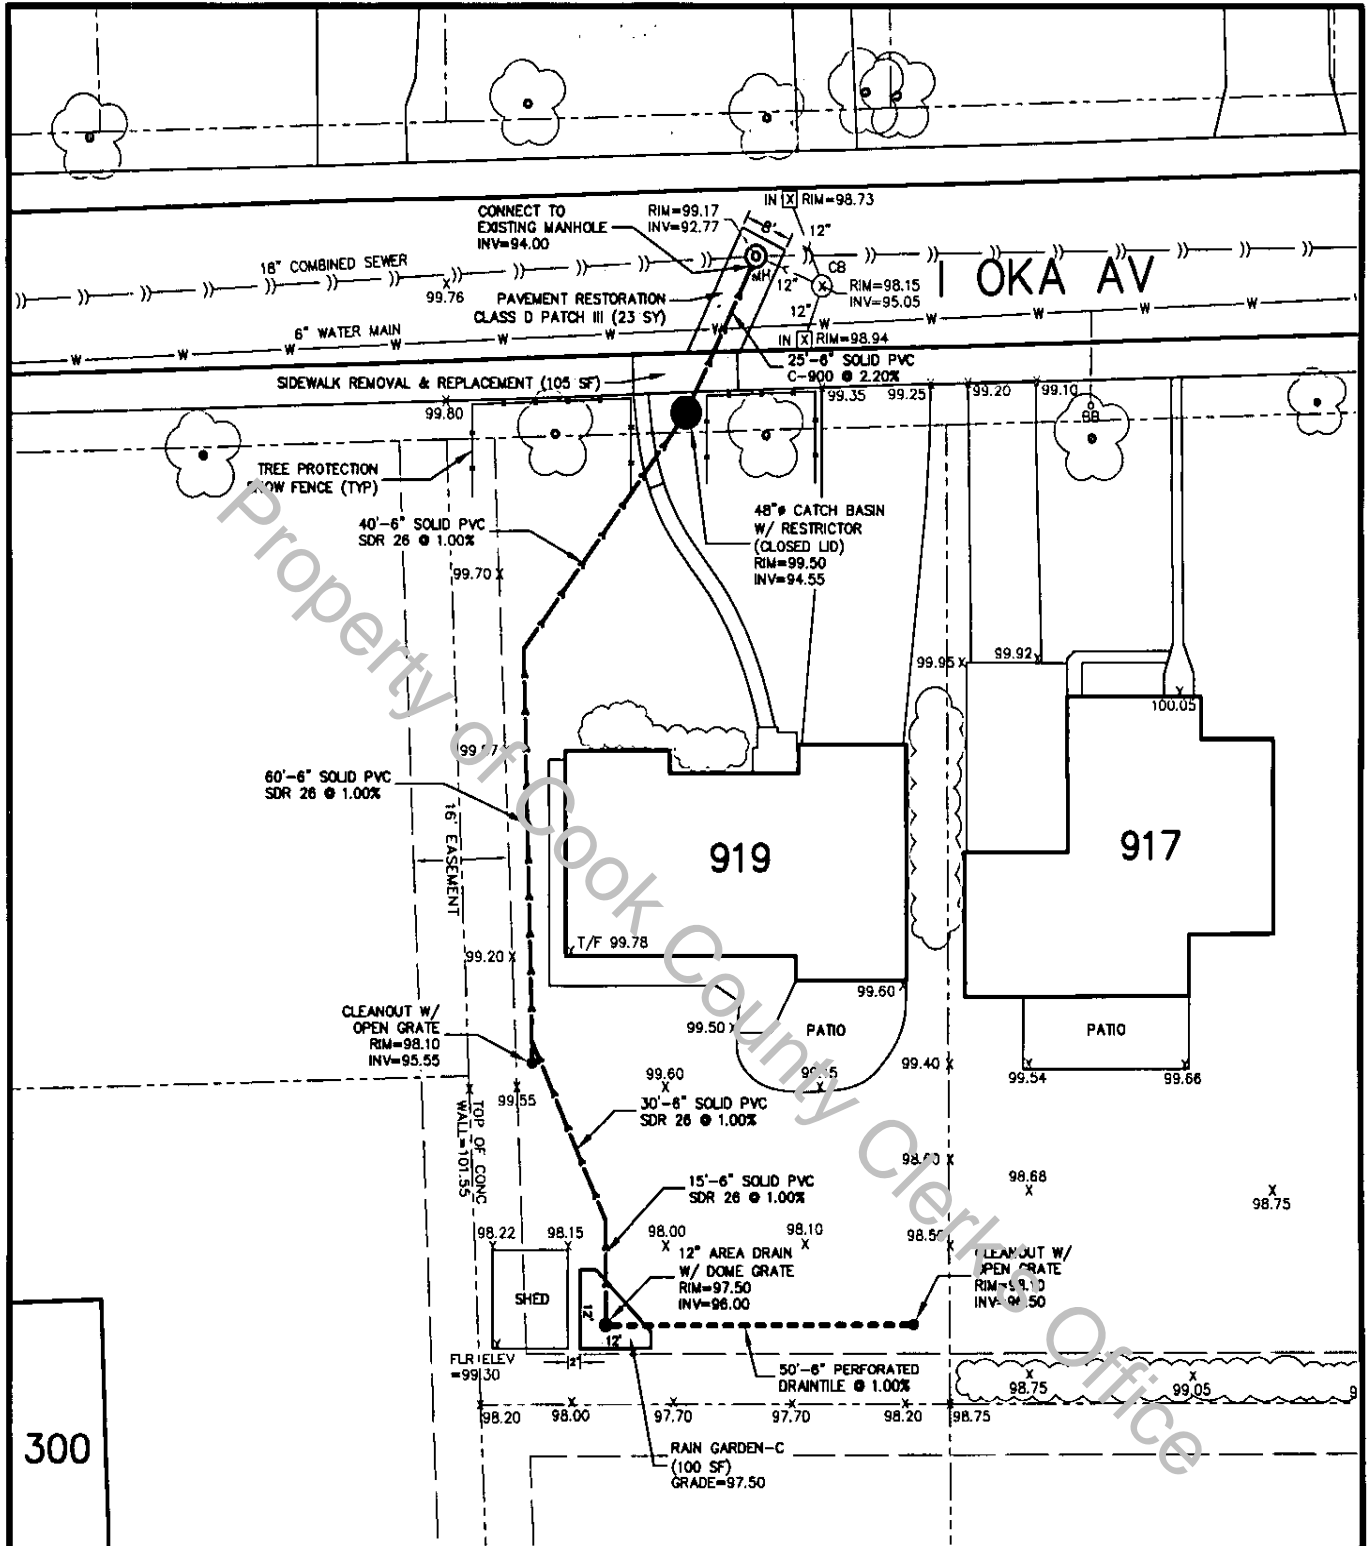 IN X RIM=98.73
CONNECT TO
EXISTING MANHOLE
INV=94.00
RIM=99.17
INV=92.77
8'
12"
18" COMBINED SEWER
99.76
MH
12"
CB
RIM=98.15
INV=95.05
I OKA AV
PAVEMENT RESTORATION
CLASS D PATCH III (23 SY)
12"
6" WATER MAIN
W W W W W W W W W W W W
IN X RIM=98.94
25'-6" SOLID PVC
C-900 @ 2.20%
SIDEWALK REMOVAL & REPLACEMENT (105 SF)
99.80
99.35
99.25
99.20
99.10
BB
TREE PROTECTION
SNOW FENCE (TYP)
40'-6" SOLID PVC
SDR 26 @ 1.00%
48"ø CATCH BASIN
W/ RESTRICTOR
(CLOSED LID)
RIM=99.50
INV=94.55
99.70
99.95
99.92
100.05
60'-6" SOLID PVC
SDR 26 @ 1.00%
16' EASEMENT
919
917
T/F 99.78
99.20
99.60
CLEANOUT W/
OPEN GRATE
RIM=98.10
INV=95.55
99.50
PATIO
PATIO
99.40
99.54
99.66
99.60
99.55
30'-6" SOLID PVC
SDR 26 @ 1.00%
TOP OF CONC
WALL=101.55
15'-6" SOLID PVC
SDR 26 @ 1.00%
98.68
98.75
98.22
98.15
98.00
98.10
12" AREA DRAIN
W/ DOME GRATE
RIM=97.50
INV=96.00
CLEANOUT W/
OPEN GRATE
SHED
12'
12'
FLR ELEV
=99.30
2'
50'-6" PERFORATED
DRAINTILE @ 1.00%
98.75
99.05
98.20
98.00
97.70
97.70
98.20
98.75
RAIN GARDEN-C
(100 SF)
GRADE=97.50
300
Property of Cook County Clerk's Office